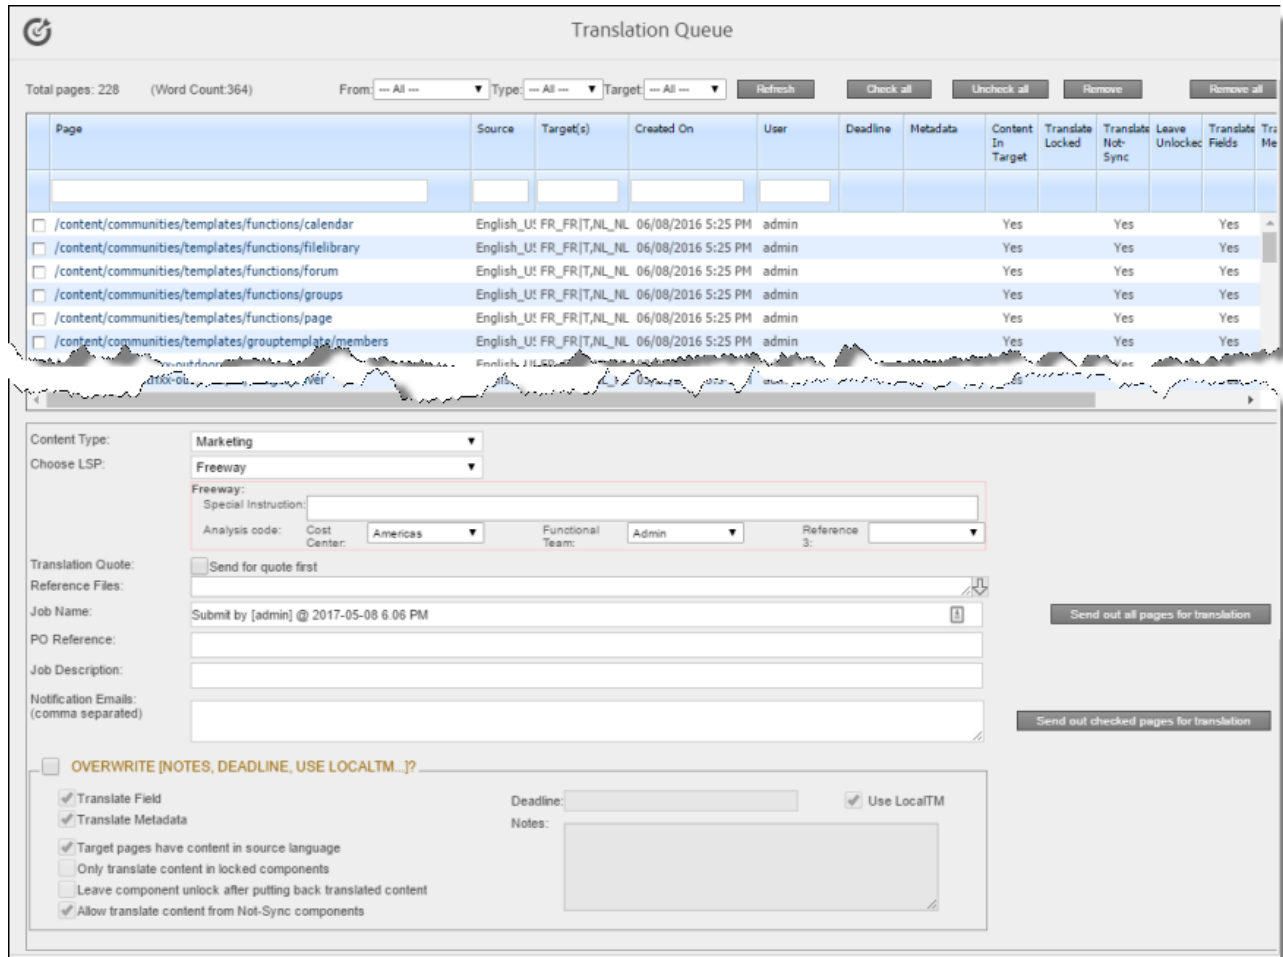 Translation Queue
Total pages: 228 (Word Count:364) From: --- All --- Type: --- All --- Target: --- All --- Refresh Check all Uncheck all Remove Remove all
Page Source Target(s) Created On User Deadline Metadata Content In Target Translate Locked Translate Not-Sync Leave Unlocked Translate Fields
/content/communities/templates/functions/calendar English_U FR_FR|T,NL_NL 06/08/2016 5:25 PM admin Yes Yes Yes
/content/communities/templates/functions/filelibrary English_U FR_FR|T,NL_NL 06/08/2016 5:25 PM admin Yes Yes Yes
/content/communities/templates/functions/forum English_U FR_FR|T,NL_NL 06/08/2016 5:25 PM admin Yes Yes Yes
/content/communities/templates/functions/groups English_U FR_FR|T,NL_NL 06/08/2016 5:25 PM admin Yes Yes Yes
/content/communities/templates/functions/page English_U FR_FR|T,NL_NL 06/08/2016 5:25 PM admin Yes Yes Yes
/content/communities/templates/grouptemplate/members English_U FR_FR|T,NL_NL 06/08/2016 5:25 PM admin Yes Yes Yes
Content Type: Marketing
Choose LSP: Freeway
Freeway:
Special Instruction:
Analysis code: Cost Center: Americas Functional Team: Admin Reference 3:
Translation Quote: Send for quote first
Reference Files:
Job Name: Submit by [admin] @ 2017-05-08 6.06 PM Send out all pages for translation
PO Reference:
Job Description:
Notification Emails:
(comma separated)
Send out checked pages for translation
OVERWRITE [NOTES, DEADLINE, USE LOCALTM...]?
Translate Field Deadline: Use LocalTM
Translate Metadata Notes:
Target pages have content in source language
Only translate content in locked components
Leave component unlock after putting back translated content
Allow translate content from Not-Sync components